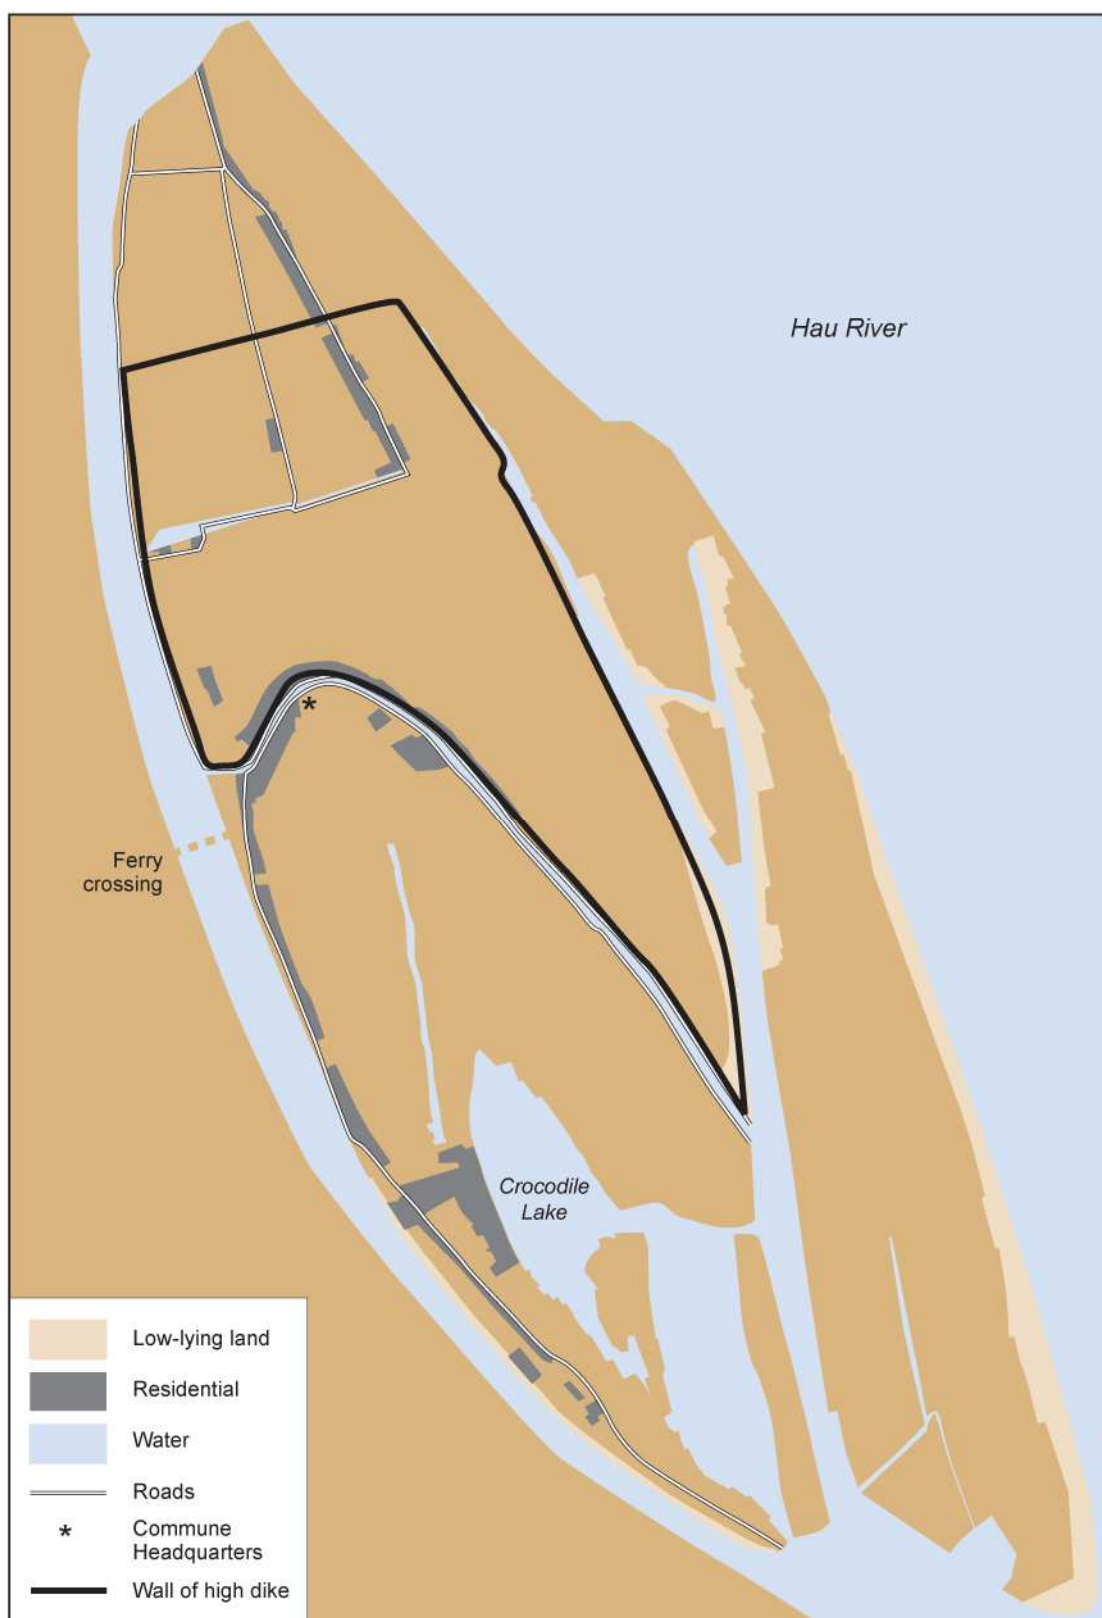 Hau River
Ferry
crossing
*
Crocodile
Lake
Low-lying land
Residential
Water
Roads
* Commune
Headquarters
Wall of high dike